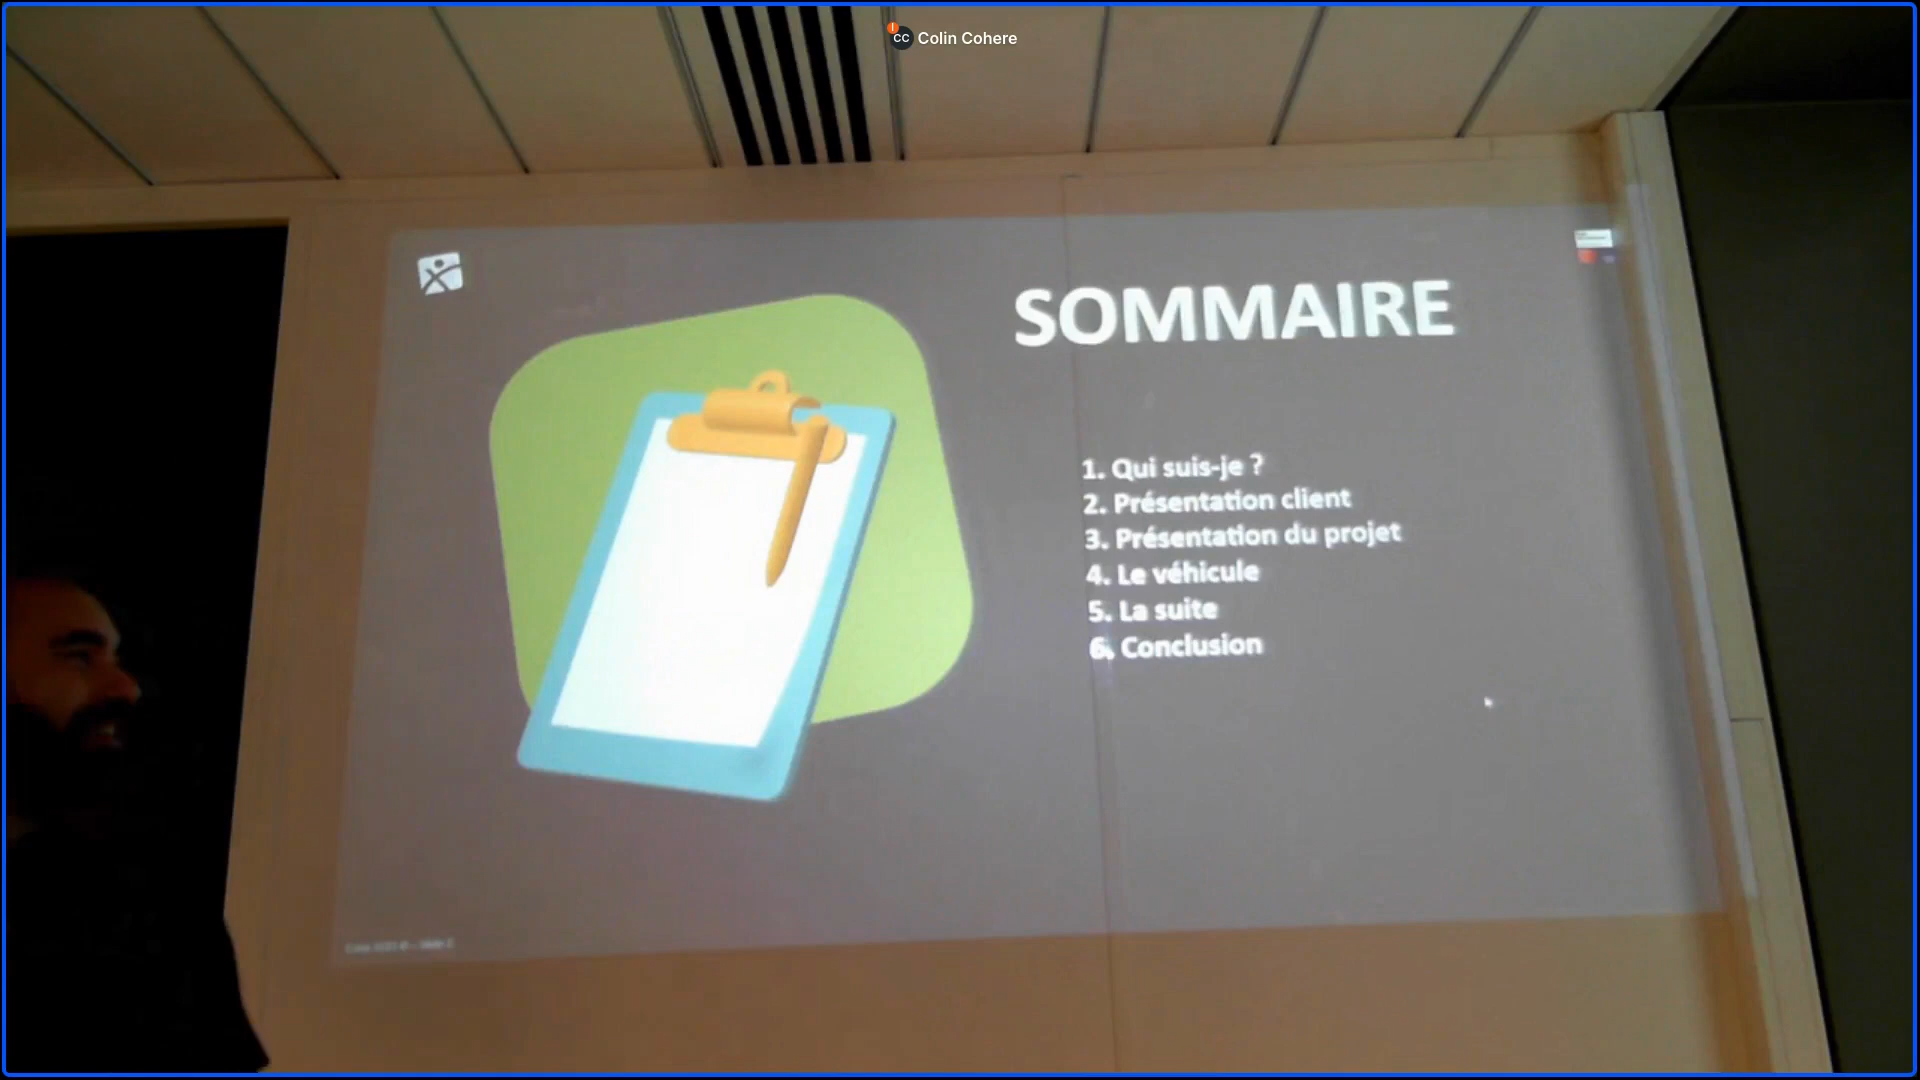 CC Colin Cohere
SOMMAIRE
1. Qui suis-je ?
2. Présentation client
3. Présentation du projet
4. Le véhicule
5. La suite
6. Conclusion